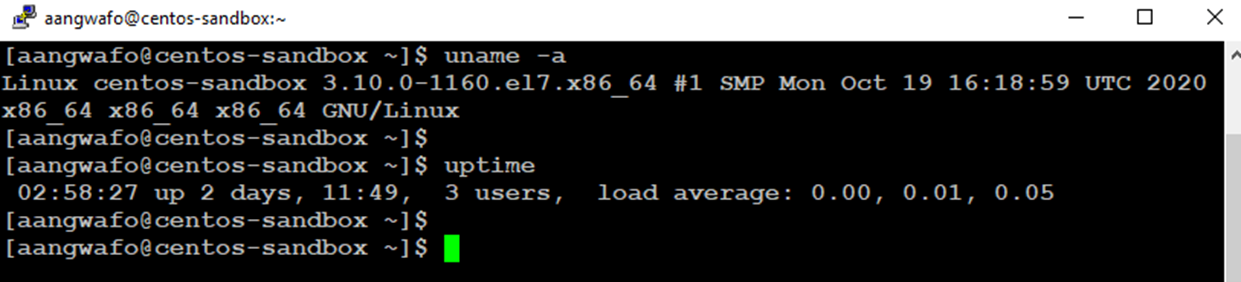 aangwafo@centos-sandbox:~
[aangwafo@centos-sandbox ~]$ uname -a
Linux centos-sandbox 3.10.0-1160.el7.x86_64 #1 SMP Mon Oct 19 16:18:59 UTC 2020
x86_64 x86_64 x86_64 GNU/Linux
[aangwafo@centos-sandbox ~]$
[aangwafo@centos-sandbox ~]$ uptime
 02:58:27 up 2 days, 11:49,  3 users,  load average: 0.00, 0.01, 0.05
[aangwafo@centos-sandbox ~]$
[aangwafo@centos-sandbox ~]$